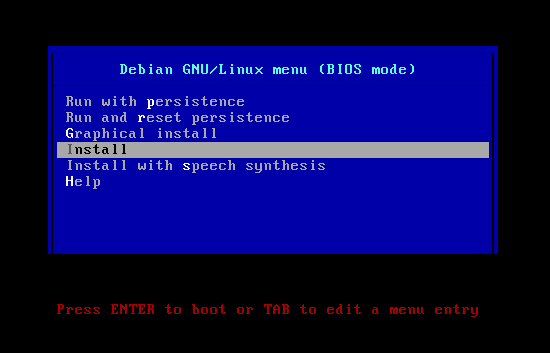 Debian GNU/Linux menu (BIOS mode)
Run with persistence
Run and reset persistence
Graphical install
Install
Install with speech synthesis
Help
Press ENTER to boot or TAB to edit a menu entry